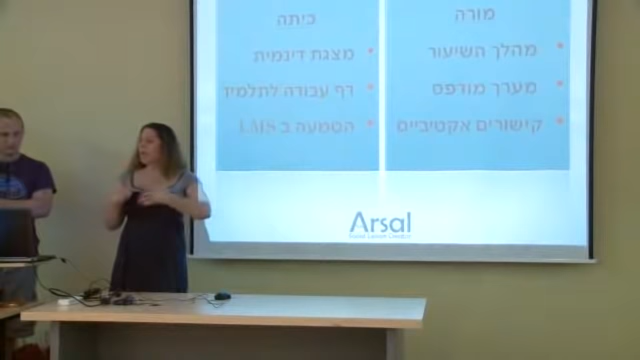 מורה
מהלך השיעור
מערך מודפס
קישורים אקטיביים
כיתה
מצגת דינמית
דף עבודה לתלמיד
הטמעה ב LMS
Arsal